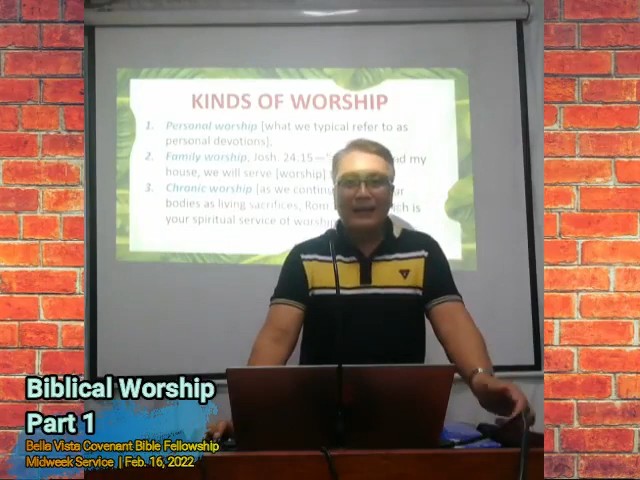 KINDS OF WORSHIP
1. Personal worship [what we typical refer to as
personal devotions].
2. Family worship, Josh. 24:15— my
house, we will serve [worship]
3. Chronic worship [as we
bodies as living sacrifices, Rom
your spiritual service of worship
Biblical Worship
Part 1
Bella Vista Covenant Bible Fellowship
Midweek Service | Feb. 16, 2022